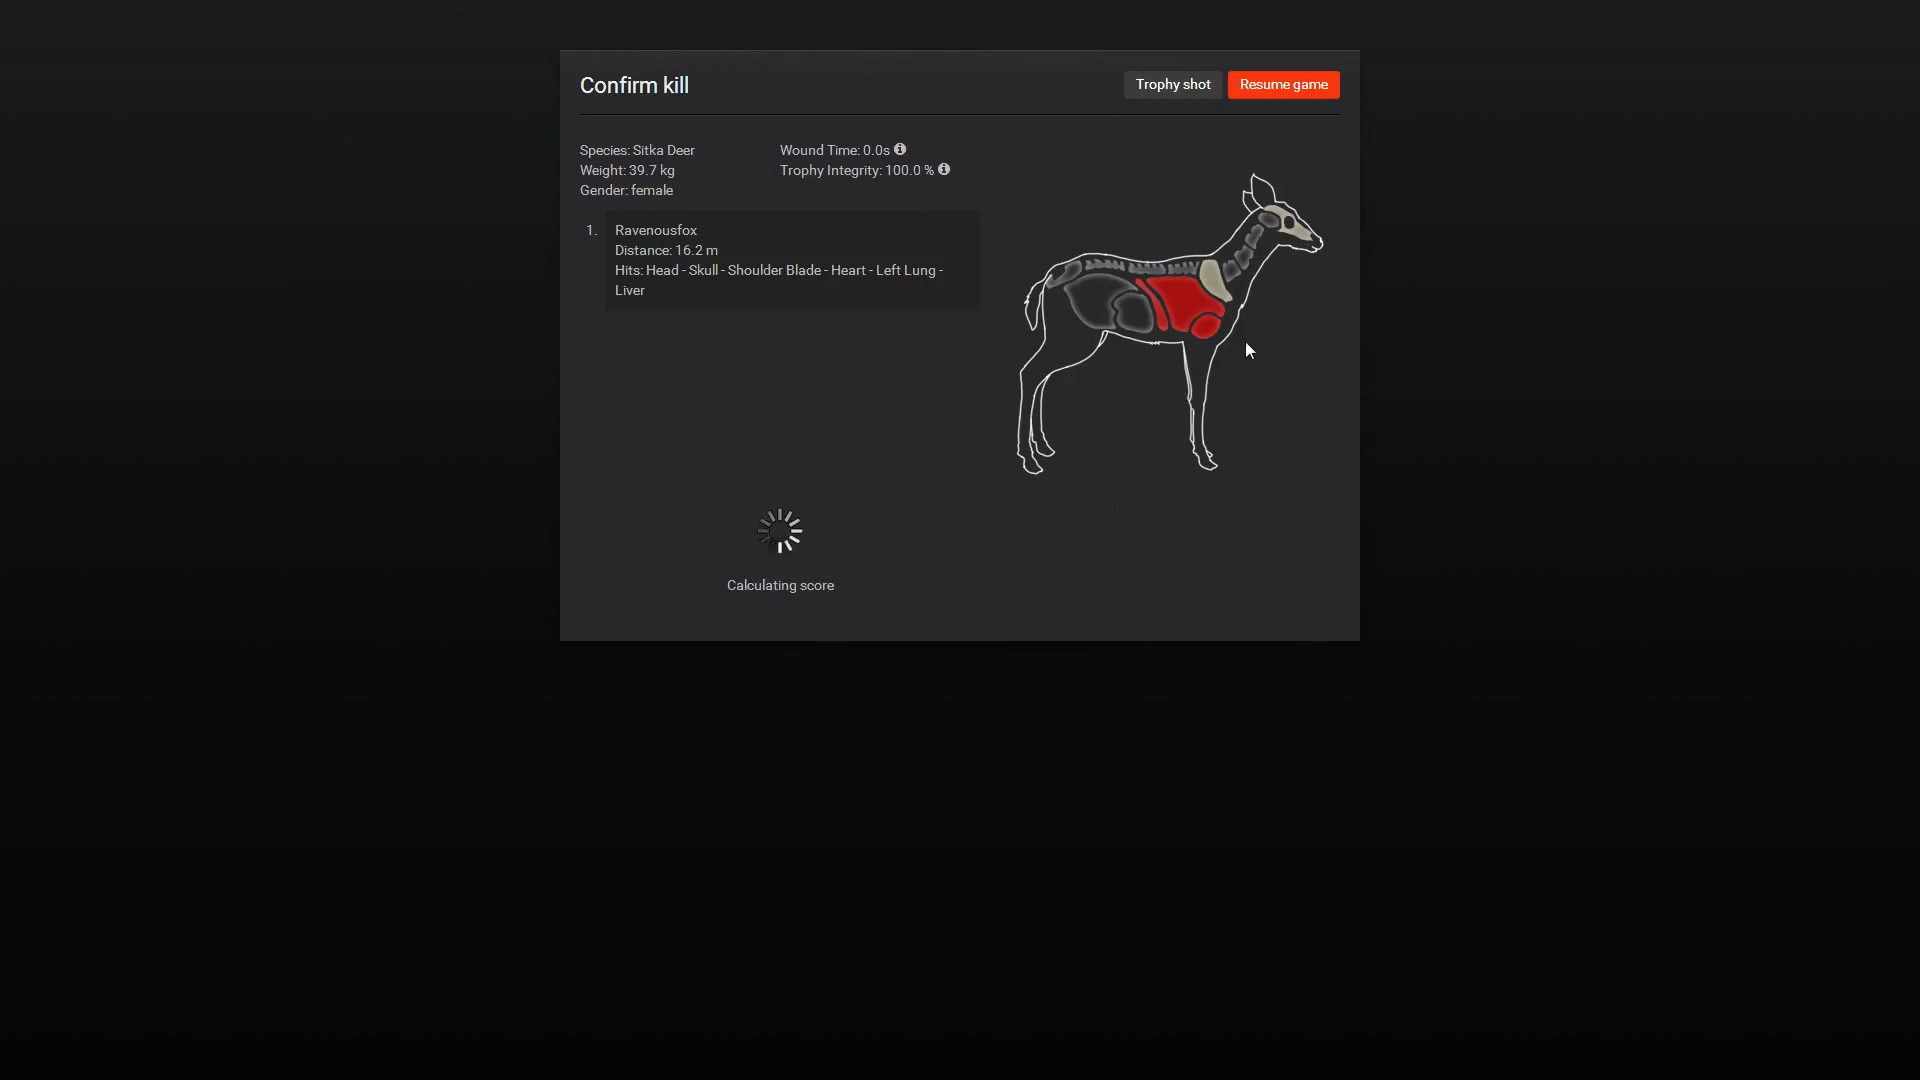 Confirm kill
Trophy shot
Resume game
Species: Sitka Deer
Weight: 39.7 kg
Gender: female
Wound Time: 0.0s
Trophy Integrity: 100.0 %
1.
Ravenousfox
Distance: 16.2 m
Hits: Head - Skull - Shoulder Blade - Heart - Left Lung -
Liver
Calculating score